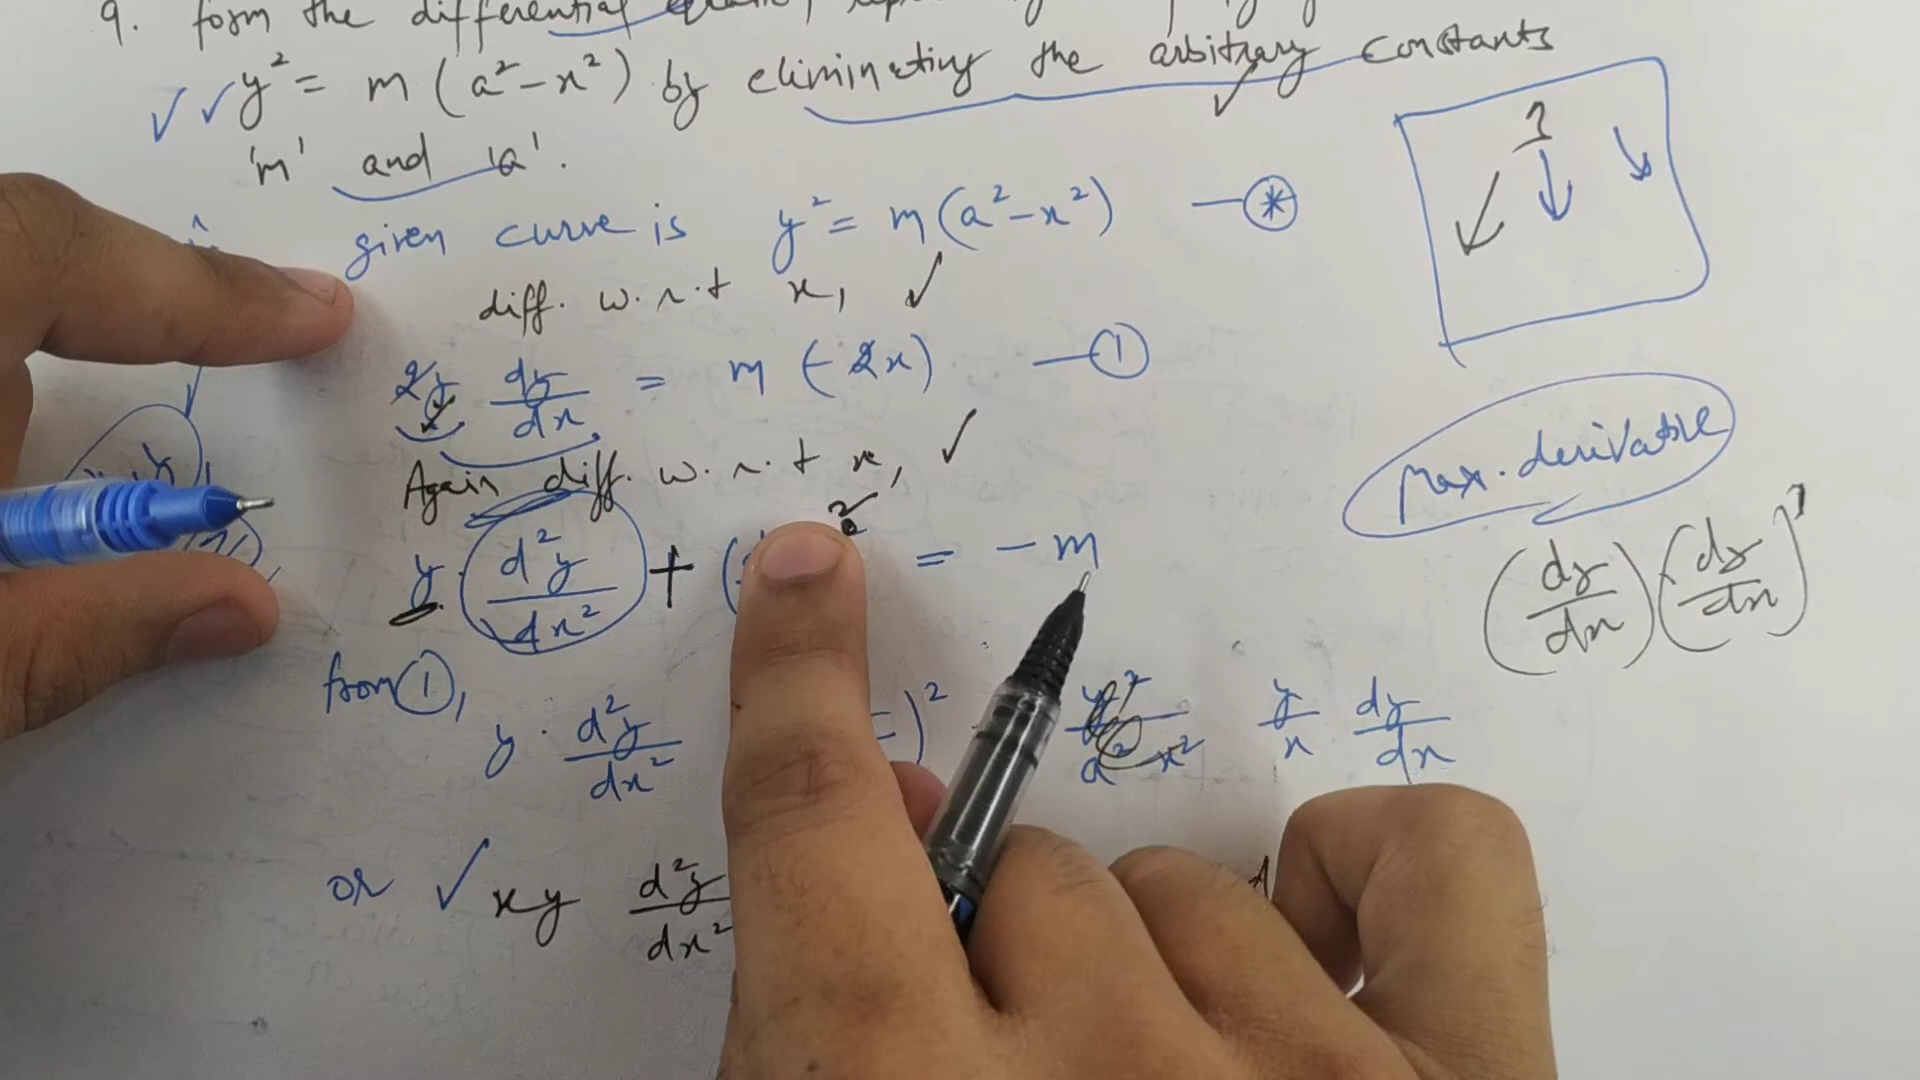 9. form the differential
y² = m (a² - x²) by eliminating the arbitrary constants
'm' and 'a'.
given curve is y² = m (a² - x²) — ⊛
diff. w.r.t x,
2y dy/dx = m (-2x) — ①
Again diff. w.r.t x,
y. d²y/dx² + ( ² = - m
from ①,
y · d²y/dx² )² y/x dy/dx
or xy d²y/dx²
Max. derivative
(dy/dx) (dy/dx)